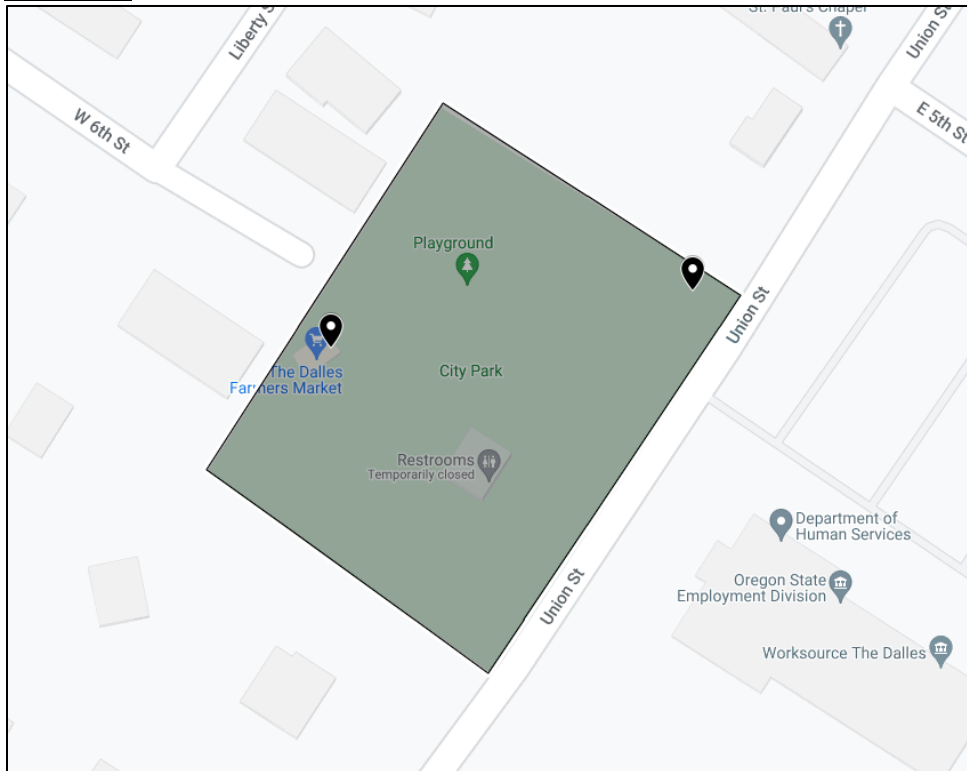 St. Paul's Chapel
Union St
Liberty S
W 6th St
E 5th St
Playground
Union St
City Park
The Dalles
Farmers Market
Restrooms
Temporarily closed
Department of
Human Services
Oregon State
Employment Division
Union St
Worksource The Dalles